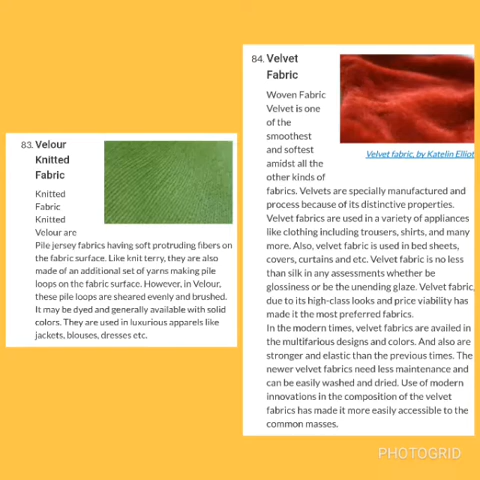 83. Velour
Knitted
Fabric
Knitted
Fabric
Knitted
Velour are
Pile jersey fabrics having soft protruding fibers on
the fabric surface. Like knit terry, they are also
made of an additional set of yarns making pile
loops on the fabric surface. However, in Velour,
these pile loops are sheared evenly and brushed.
It may be dyed and generally available with solid
colors. They are used in luxurious apparels like
jackets, blouses, dresses etc.
84. Velvet
Fabric
Woven Fabric
Velvet is one
of the
smoothest
and softest
amidst all the
other kinds of
Velvet fabric, by Katelin Elliot
fabrics. Velvets are specially manufactured and
process because of its distinctive properties.
Velvet fabrics are used in a variety of appliances
like clothing including trousers, shirts, and many
more. Also, velvet fabric is used in bed sheets,
covers, curtains and etc. Velvet fabric is no less
than silk in any assessments whether be
glossiness or be the unending glaze. Velvet fabric,
due to its high-class looks and price viability has
made it the most preferred fabrics.
In the modern times, velvet fabrics are availed in
the multifarious designs and colors. And also are
stronger and elastic than the previous times. The
newer velvet fabrics need less maintenance and
can be easily washed and dried. Use of modern
innovations in the composition of the velvet
fabrics has made it more easily accessible to the
common masses.
PHOTOGRID